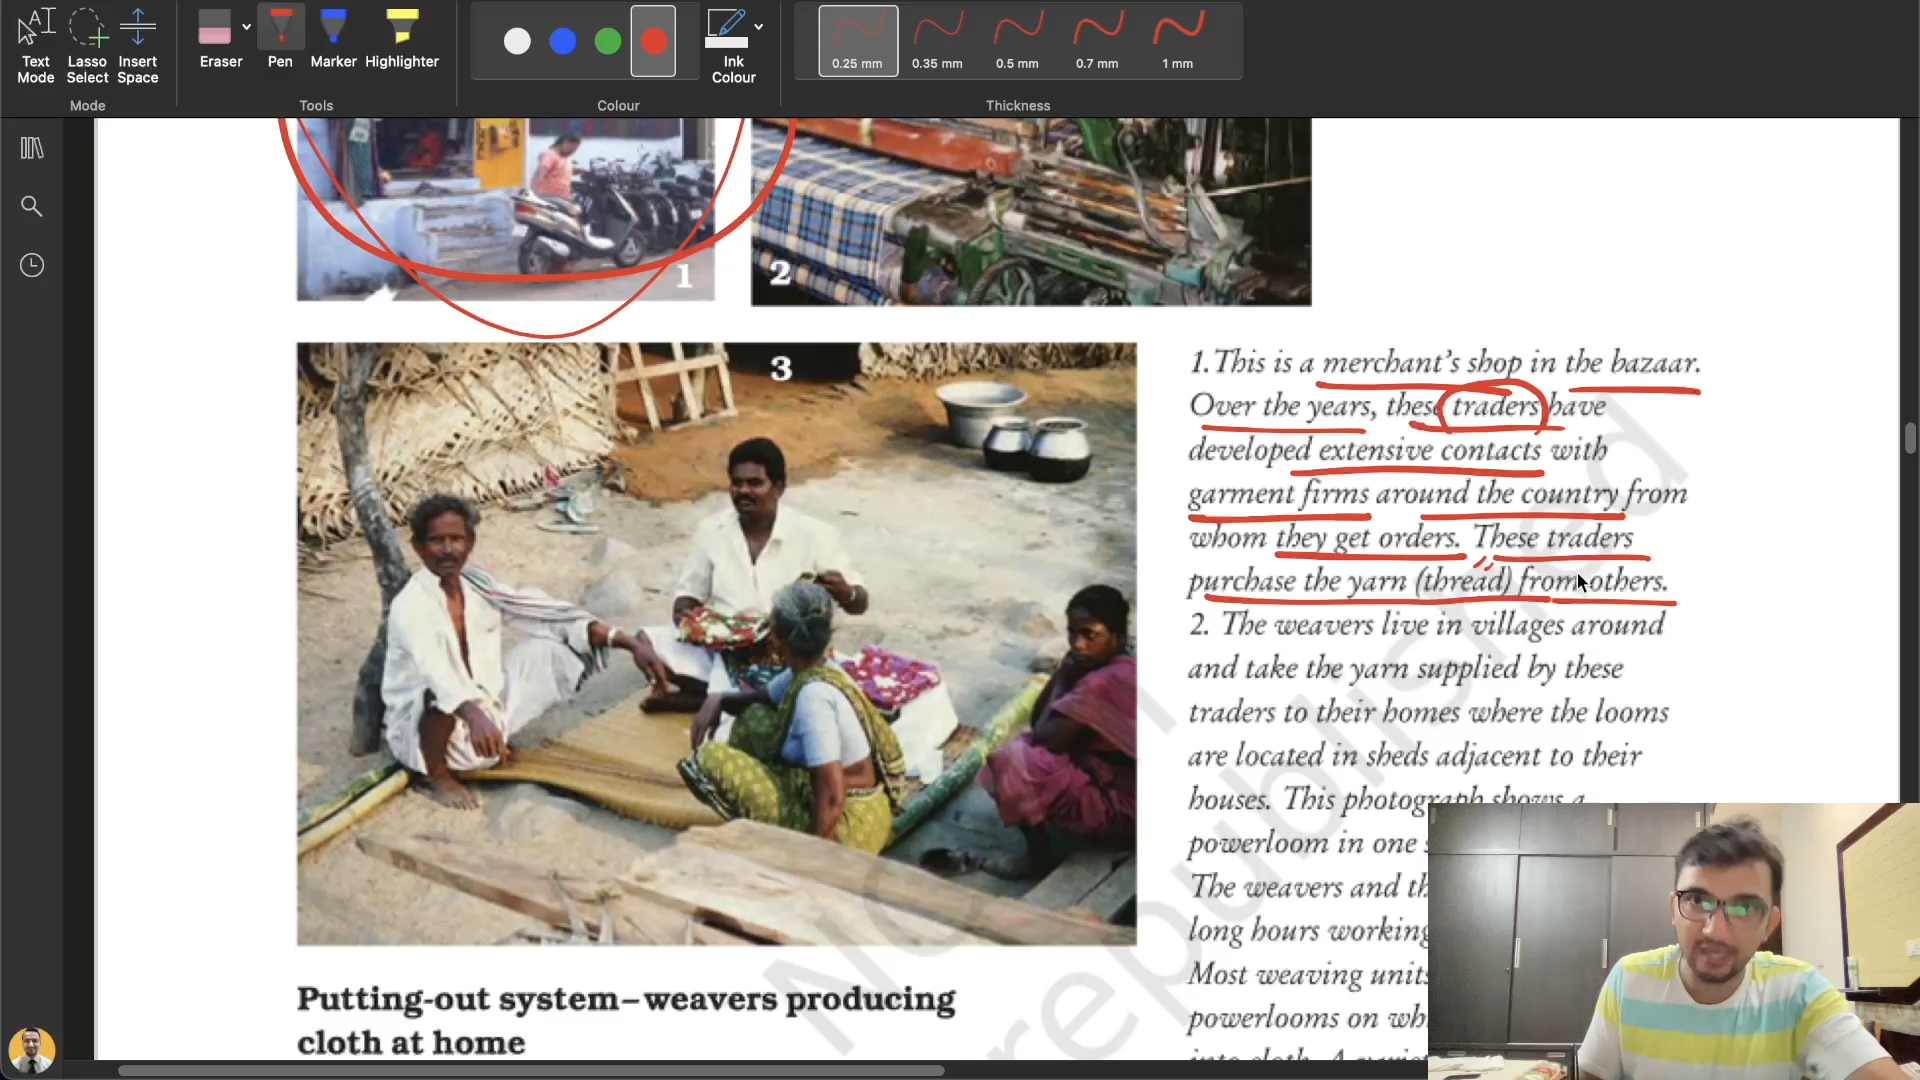 Text Mode
Lasso Select
Insert Space
Eraser
Pen
Marker
Highlighter
Ink Colour
0.25 mm
0.35 mm
0.5 mm
0.7 mm
1 mm
Mode
Tools
Colour
Thickness
1
2
3
1. This is a merchant's shop in the bazaar.
Over the years, these traders have
developed extensive contacts with
garment firms around the country from
whom they get orders. These traders
purchase the yarn (thread) from others.
2. The weavers live in villages around
and take the yarn supplied by these
traders to their homes where the looms
are located in sheds adjacent to their
houses. This photograph shows a
powerloom in one
The weavers and
long hours working
Most weaving units
powerlooms on
into cloth. A
Putting-out system–weavers producing
cloth at home
republished